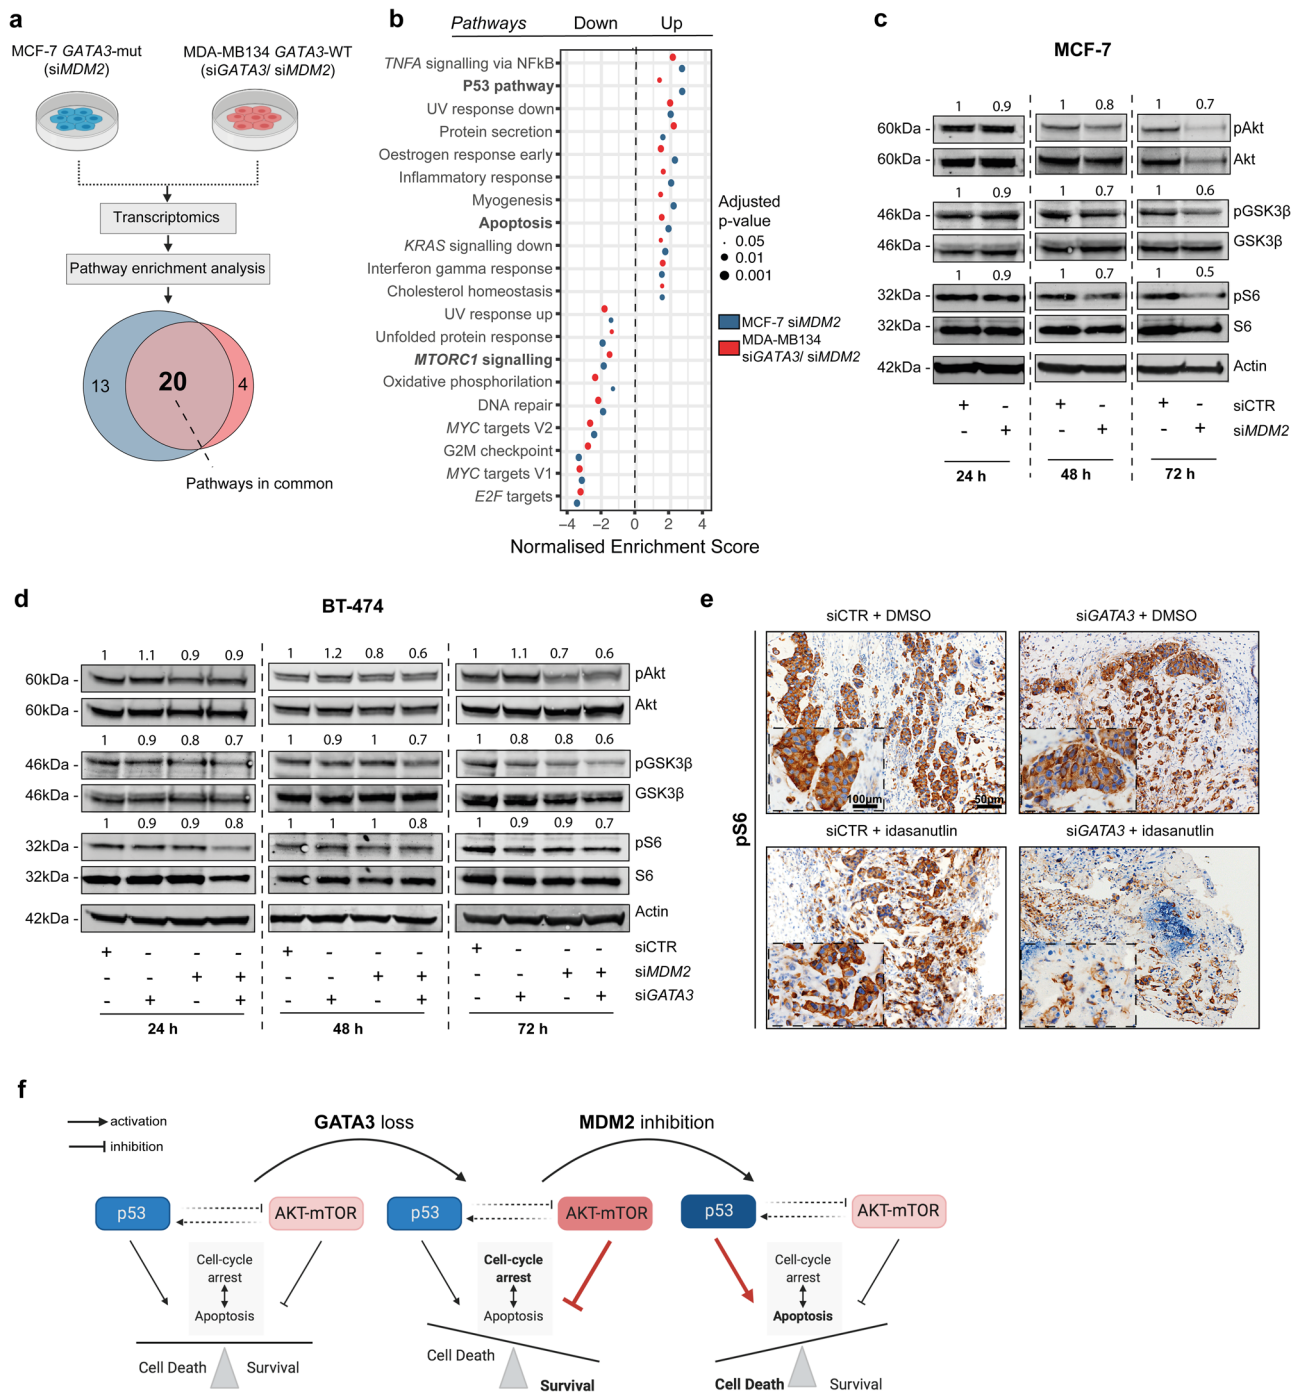 a
MCF-7 GATA3-mut
(siMDM2)
MDA-MB134 GATA3-WT
(siGATA3/ siMDM2)
Transcriptomics
Pathway enrichment analysis
13
20
4
Pathways in common
b
Pathways Down Up
TNFA signalling via NFkB
P53 pathway
UV response down
Protein secretion
Oestrogen response early
Inflammatory response
Myogenesis
Apoptosis
KRAS signalling down
Interferon gamma response
Cholesterol homeostasis
UV response up
Unfolded protein response
MTORC1 signalling
Oxidative phosphorilation
DNA repair
MYC targets V2
G2M checkpoint
MYC targets V1
E2F targets
−4 −2 0 2 4
Normalised Enrichment Score
Adjusted
p-value
0.05
0.01
0.001
MCF-7 siMDM2
MDA-MB134
siGATA3/ siMDM2
c
MCF-7
1 0.9 1 0.8 1 0.7
60kDa - pAkt
60kDa - Akt
1 0.9 1 0.7 1 0.6
46kDa - pGSK3β
46kDa - GSK3β
1 0.9 1 0.7 1 0.5
32kDa - pS6
32kDa - S6
42kDa - Actin
+ - + - + - siCTR
- + - + - + siMDM2
24 h 48 h 72 h
d
BT-474
1 1.1 0.9 0.9 1 1.2 0.8 0.6 1 1.1 0.7 0.6
60kDa - pAkt
60kDa - Akt
1 0.9 0.8 0.7 1 0.9 1 0.7 1 0.8 0.8 0.6
46kDa - pGSK3β
46kDa - GSK3β
1 0.9 0.9 0.8 1 1 1 0.8 1 0.9 0.9 0.7
32kDa - pS6
32kDa - S6
42kDa - Actin
+ - - - + - - - + - - - siCTR
- - + + - - + + - - + + siMDM2
- + - + - + - + - + - + siGATA3
24 h 48 h 72 h
e
siCTR + DMSO
siGATA3 + DMSO
100μm
50μm
pS6
siCTR + idasanutlin
siGATA3 + idasanutlin
f
activation
inhibition
GATA3 loss
MDM2 inhibition
p53 AKT-mTOR
p53 AKT-mTOR
p53 AKT-mTOR
Cell-cycle
arrest
Apoptosis
Cell-cycle
arrest
Apoptosis
Cell-cycle
arrest
Apoptosis
Cell Death Survival
Cell Death
Survival
Cell Death Survival